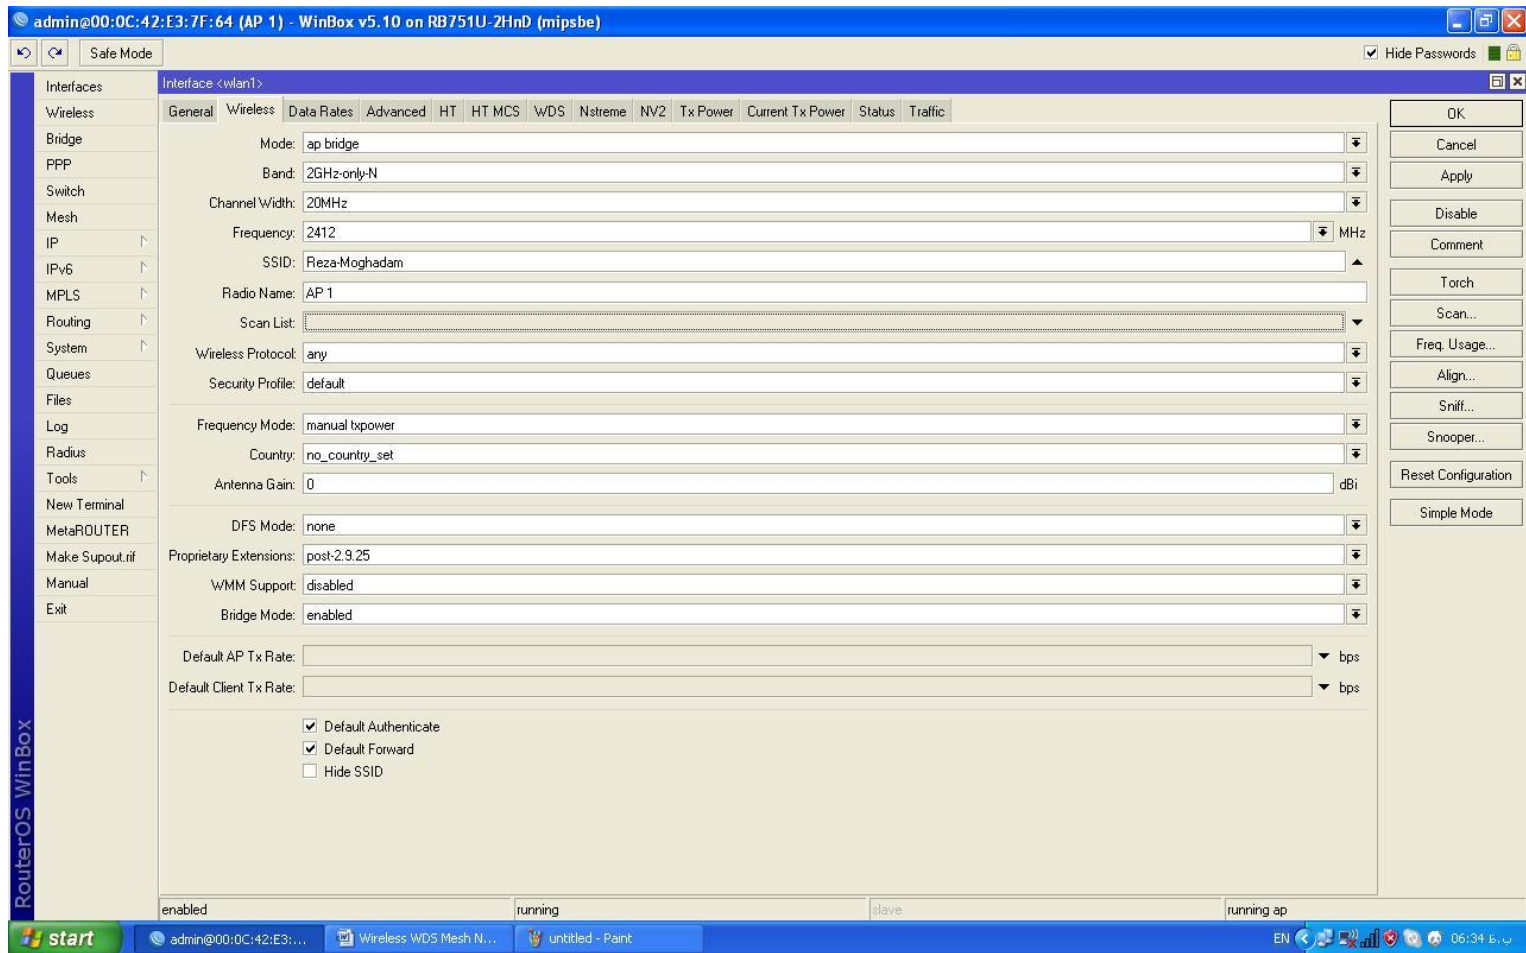 admin@00:0C:42:E3:7F:64 (AP 1) - WinBox v5.10 on RB751U-2HnD (mipsbe)
Safe Mode
Hide Passwords
Interfaces
Wireless
Bridge
PPP
Switch
Mesh
IP
IPv6
MPLS
Routing
System
Queues
Files
Log
Radius
Tools
New Terminal
MetaROUTER
Make Supout.rif
Manual
Exit
RouterOS WinBox
Interface <wlan1>
General Wireless Data Rates Advanced HT HT MCS WDS Nstreme NV2 Tx Power Current Tx Power Status Traffic
Mode: ap bridge
Band: 2GHz-only-N
Channel Width: 20MHz
Frequency: 2412 MHz
SSID: Reza-Moghadam
Radio Name: AP 1
Scan List:
Wireless Protocol: any
Security Profile: default
Frequency Mode: manual txpower
Country: no_country_set
Antenna Gain: 0 dBi
DFS Mode: none
Proprietary Extensions: post-2.9.25
WMM Support: disabled
Bridge Mode: enabled
Default AP Tx Rate: bps
Default Client Tx Rate: bps
Default Authenticate
Default Forward
Hide SSID
OK
Cancel
Apply
Disable
Comment
Torch
Scan...
Freq. Usage...
Align...
Sniff...
Snooper...
Reset Configuration
Simple Mode
enabled running slave running ap
start admin@00:0C:42:E3:... Wireless WDS Mesh N... untitled - Paint EN 06:34 ب.ظ